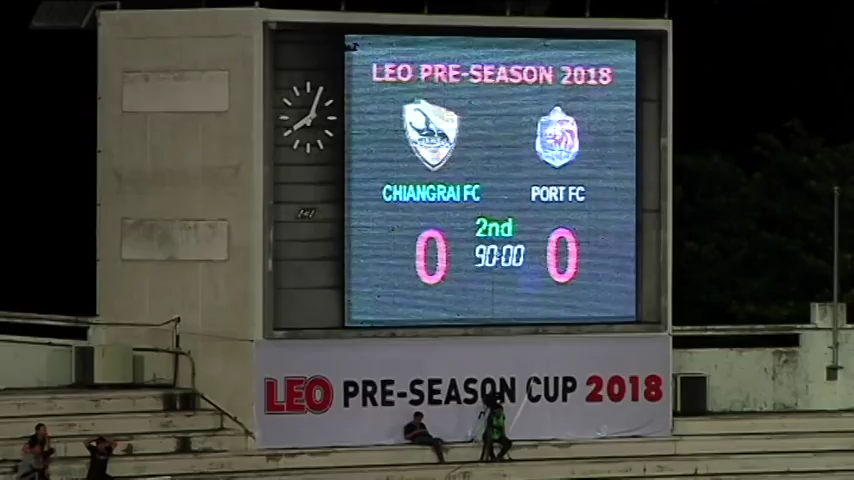 LEO PRE-SEASON 2018
CHIANGRAI FC
PORT FC
2nd
0
90:00
0
LEO PRE-SEASON CUP 2018